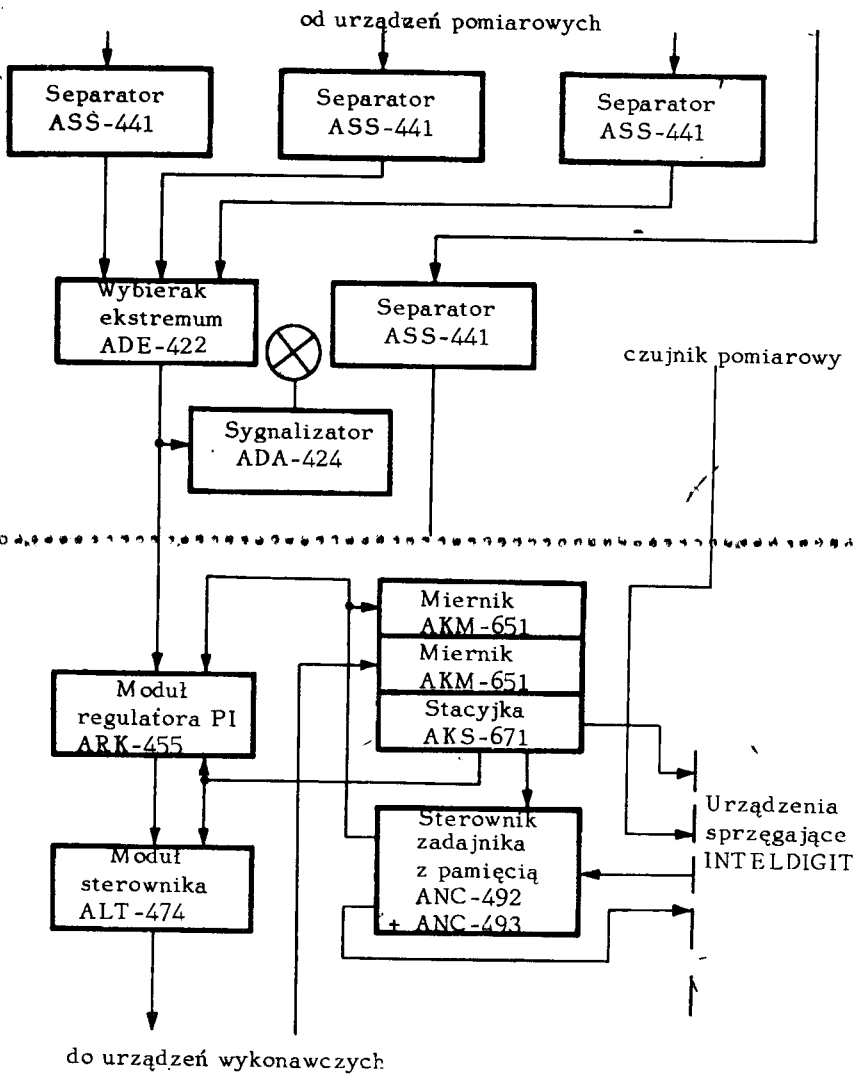 od urządzeń pomiarowych
Separator
ASS-441
Separator
ASS-441
Separator
ASS-441
Wybierak
ekstremum
ADE-422
Separator
ASS-441
czujnik pomiarowy
Sygnalizator
ADA-424
Miernik
AKM-651
Miernik
AKM-651
Stacyjka
AKS-671
Moduł
regulatora PI
ARK-455
Sterownik
zadajnika
z pamięcią
ANC-492
+ ANC-493
Urządzenia
sprzęgające
INTELDIGIT
Moduł
sterownika
ALT-474
do urządzeń wykonawczych